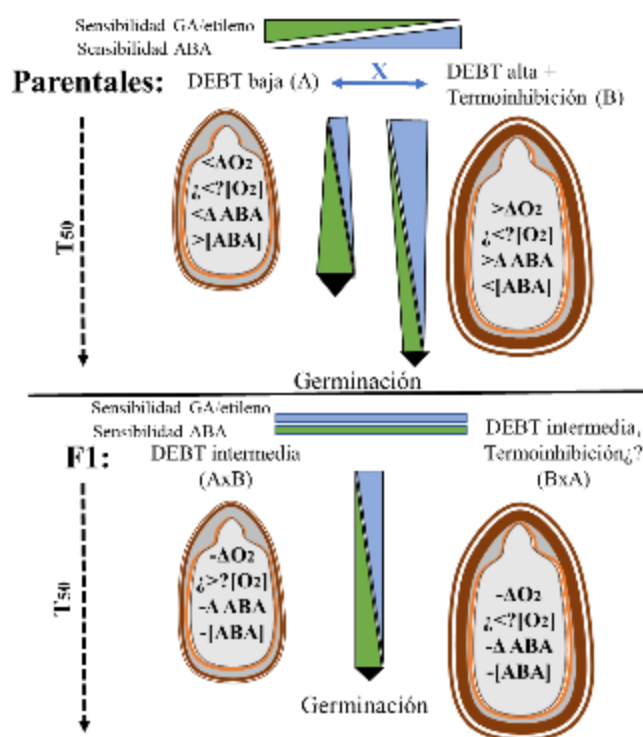 Sensibilidad GA/etileno
Sensibilidad ABA
Parentales:
DEBT baja (A)
X
DEBT alta +
Termoinhibición (B)
T50
<ΔO2
¿<?[O2]
<Δ ABA
>[ABA]
>ΔO2
¿<?[O2]
>Δ ABA
<[ABA]
Germinación
Sensibilidad GA/etileno
Sensibilidad ABA
F1:
DEBT intermedia
(AxB)
DEBT intermedia,
Termoinhibición¿?
(BxA)
T50
-ΔO2
¿>?[O2]
-Δ ABA
-[ABA]
-ΔO2
¿<?[O2]
-Δ ABA
-[ABA]
Germinación